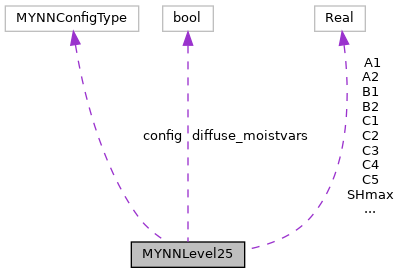 MYNNConfigType
bool
Real
config
diffuse_moistvars
A1
A2
B1
B2
C1
C2
C3
C4
C5
SHmax
...
MYNNLevel25